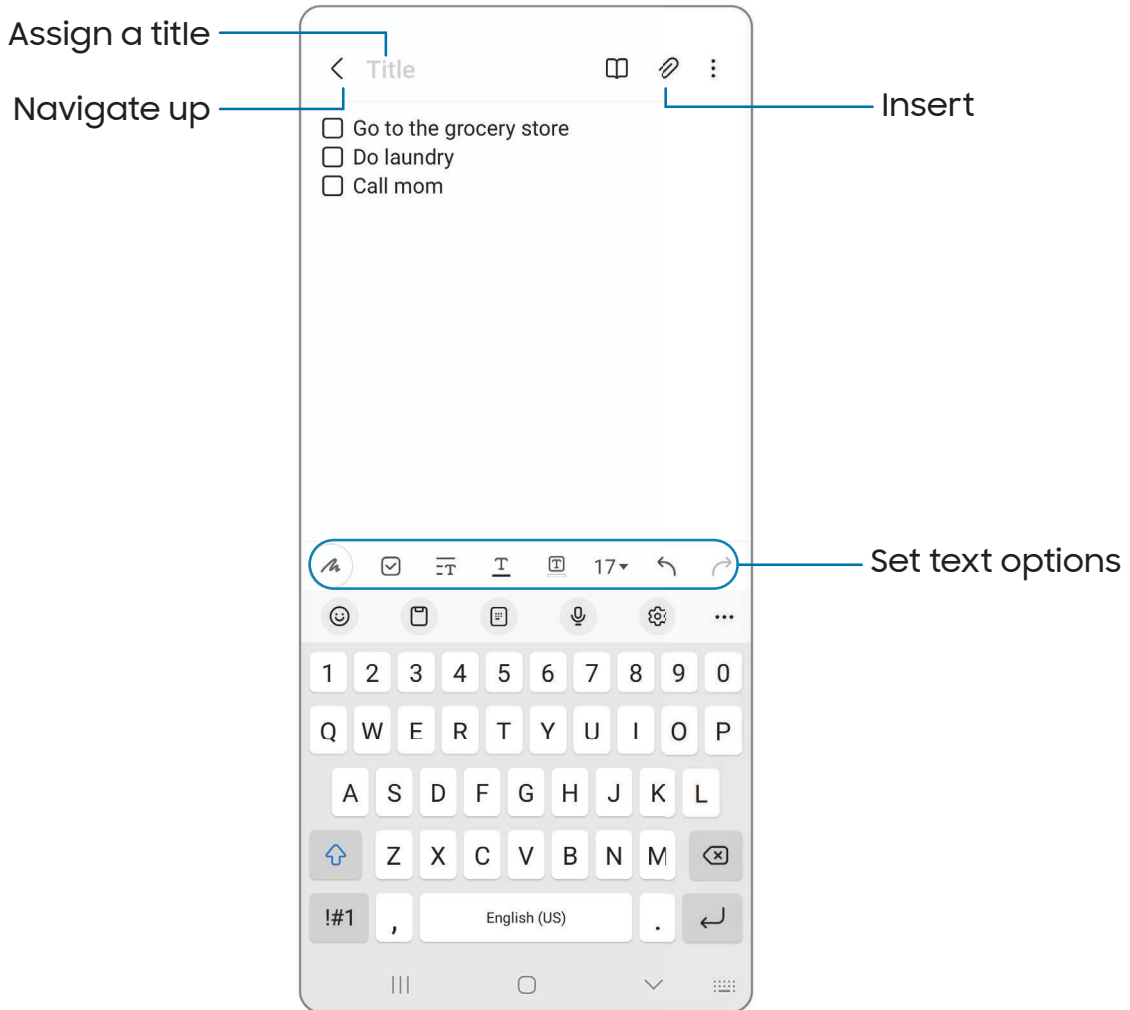 Assign a title
Title
Navigate up
Insert
Go to the grocery store
Do laundry
Call mom
T
T
T
17
Set text options
1 2 3 4 5 6 7 8 9 0
Q W E R T Y U I O P
A S D F G H J K L
Z X C V B N M
!#1 , English (US) .